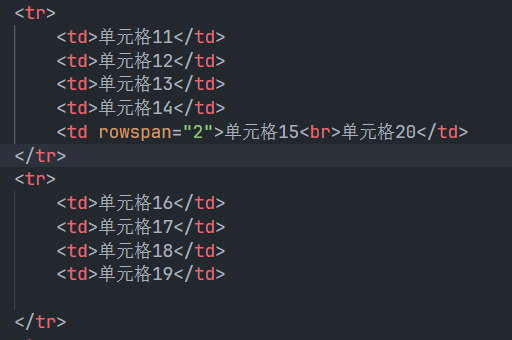 <tr>
<td>单元格11</td>
<td>单元格12</td>
<td>单元格13</td>
<td>单元格14</td>
<td rowspan="2">单元格15<br>单元格20</td>
</tr>
<tr>
<td>单元格16</td>
<td>单元格17</td>
<td>单元格18</td>
<td>单元格19</td>
</tr>